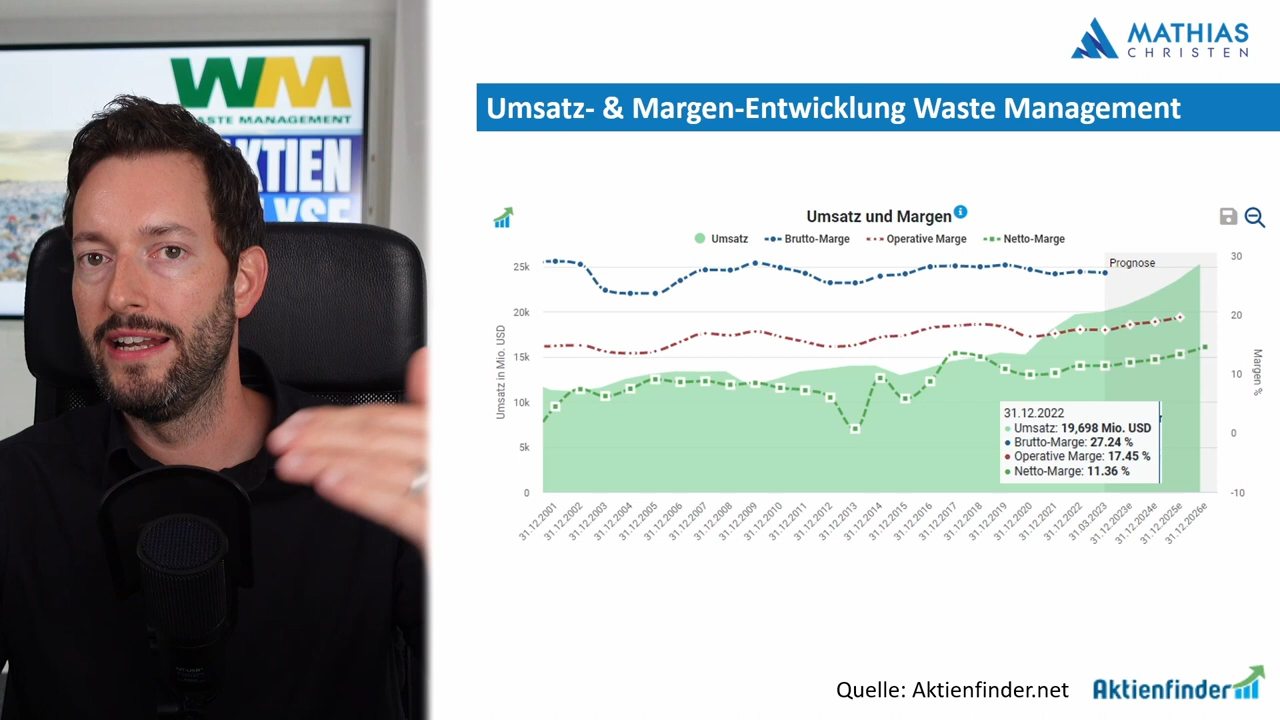 WM
ASTE MANAGEMENT
KTIEN
LYSE
MATHIAS
CHRISTEN
Umsatz- & Margen-Entwicklung Waste Management
Umsatz und Margen
Umsatz
Brutto-Marge
Operative Marge
Netto-Marge
Prognose
Umsatz in Mio. USD
25k
20k
15k
10k
5k
0
30
20
10
0
-10
Margen %
31.12.2022
Umsatz: 19,698 Mio. USD
Brutto-Marge: 27.24 %
Operative Marge: 17.45 %
Netto-Marge: 11.36 %
31.12.2001
31.12.2002
31.12.2003
31.12.2004
31.12.2005
31.12.2006
31.12.2007
31.12.2008
31.12.2009
31.12.2010
31.12.2011
31.12.2012
31.12.2013
31.12.2014
31.12.2015
31.12.2016
31.12.2017
31.12.2018
31.12.2019
31.12.2020
31.12.2021
31.12.2022
31.03.2023
31.12.2023e
31.12.2024e
31.12.2025e
31.12.2026e
Quelle: Aktienfinder.net
Aktienfinder